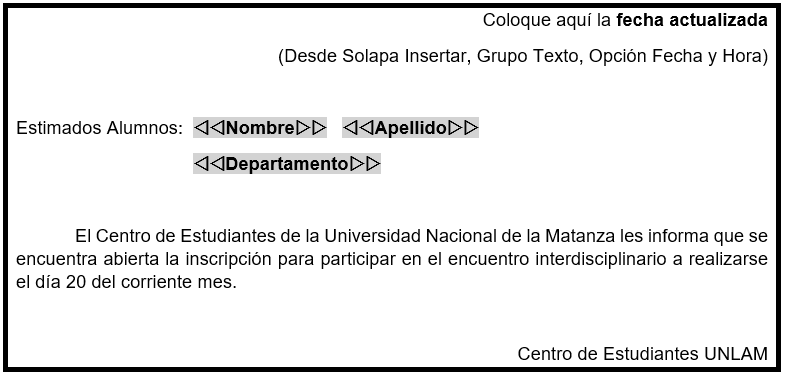 Coloque aquí la fecha actualizada
(Desde Solapa Insertar, Grupo Texto, Opción Fecha y Hora)
Estimados Alumnos: ◁◁Nombre▷▷ ◁◁Apellido▷▷
◁◁Departamento▷▷
El Centro de Estudiantes de la Universidad Nacional de la Matanza les informa que se
encuentra abierta la inscripción para participar en el encuentro interdisciplinario a realizarse
el día 20 del corriente mes.
Centro de Estudiantes UNLAM